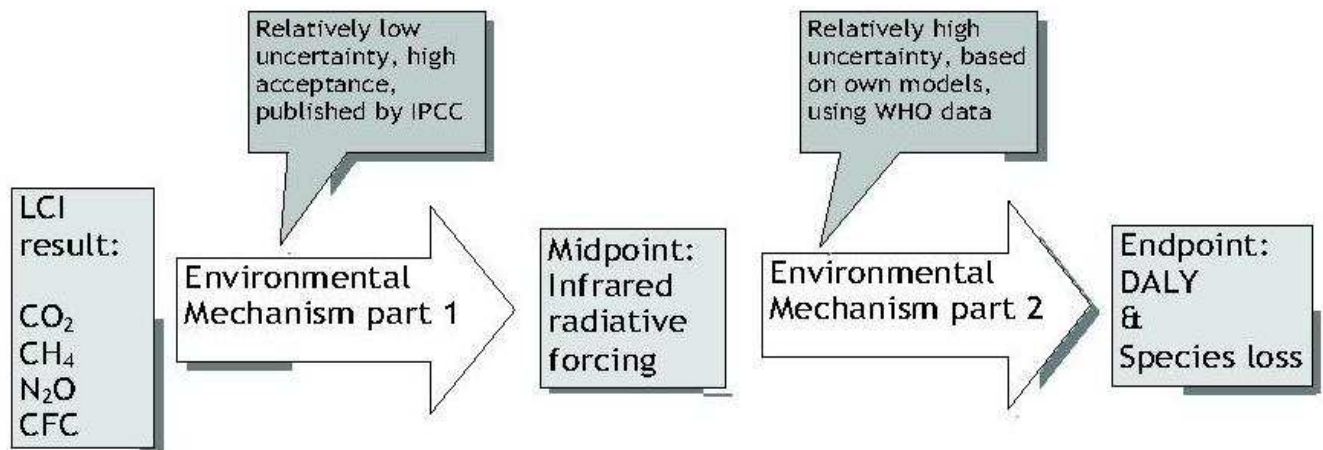 Relatively low
uncertainty, high
acceptance,
published by IPCC
Relatively high
uncertainty, based
on own models,
using WHO data
LCI
result:
CO₂
CH₄
N₂O
CFC
Environmental
Mechanism part 1
Midpoint:
Infrared
radiative
forcing
Environmental
Mechanism part 2
Endpoint:
DALY
&
Species loss